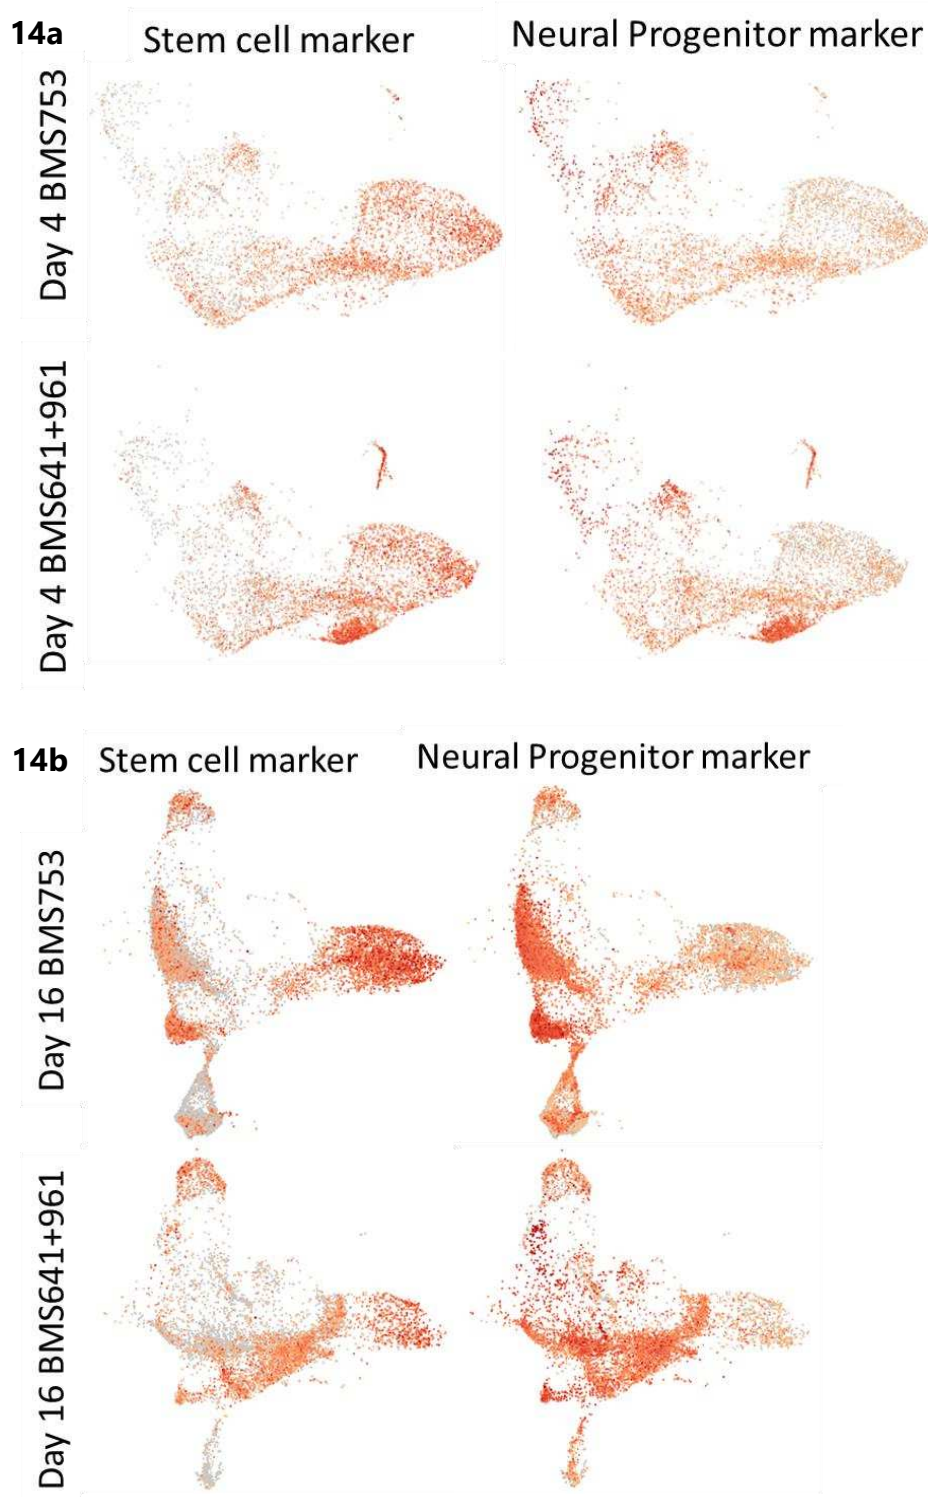 14a
Stem cell marker
Neural Progenitor marker
Day 4 BMS753
Day 4 BMS641+961
14b
Stem cell marker
Neural Progenitor marker
Day 16 BMS753
Day 16 BMS641+961